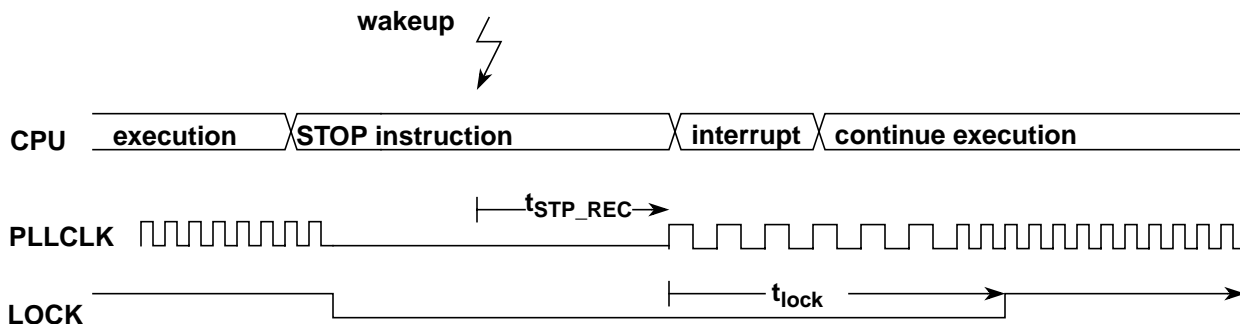 wakeup
CPU execution STOP instruction interrupt continue execution
tSTP_REC
PLLCLK
tlock
LOCK